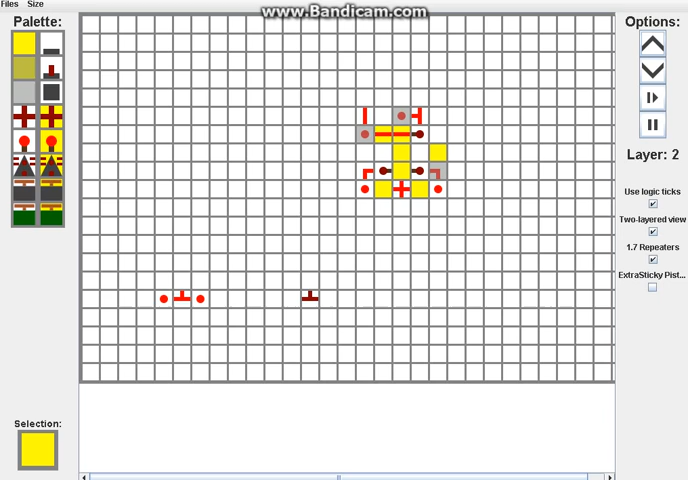 Files Size
www.Bandicam.com
Palette:
Options:
Layer: 2
Use logic ticks
Two-layered view
1.7 Repeaters
ExtraSticky Pist...
Selection: